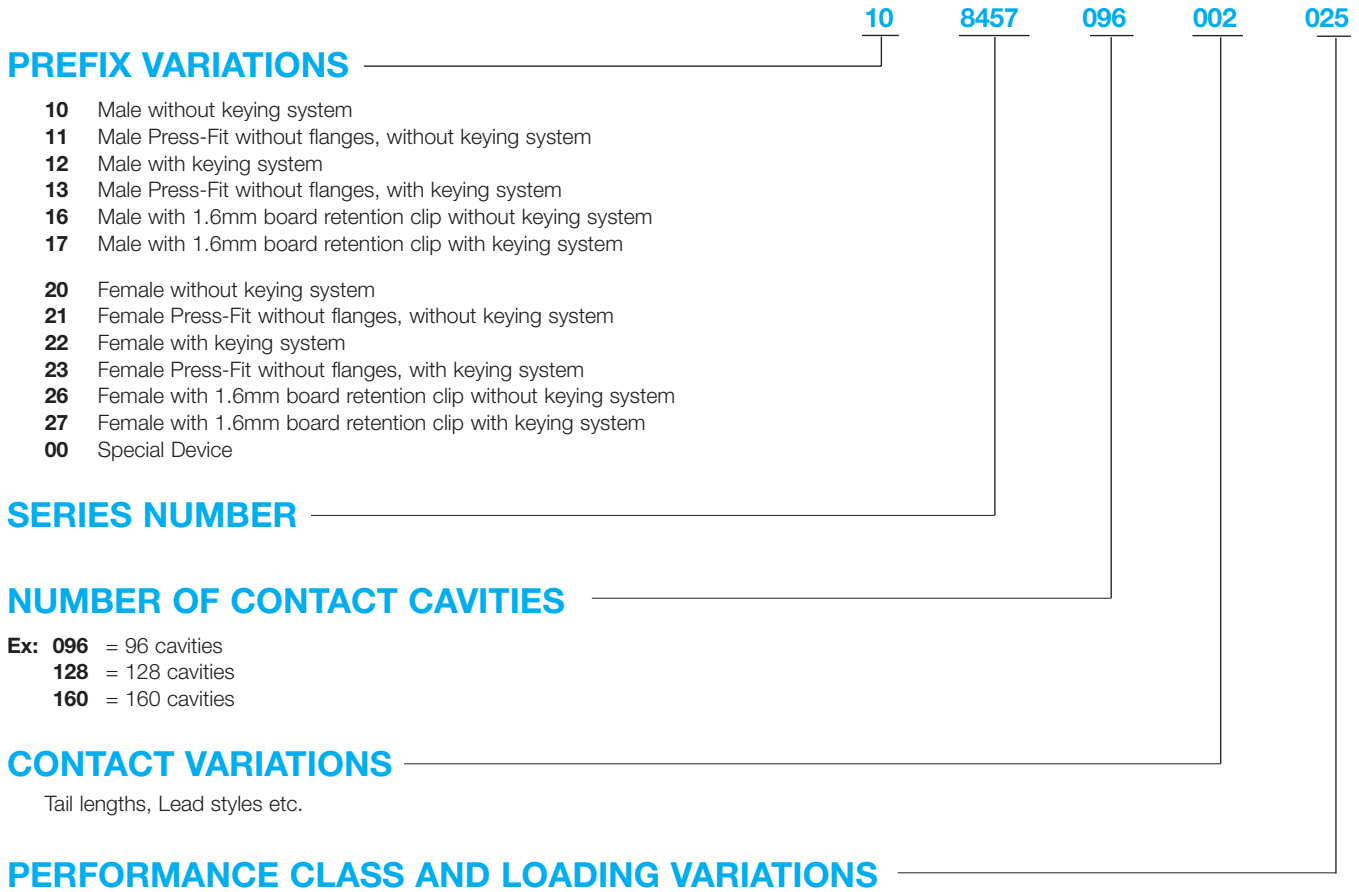 10 8457 096 002 025
PREFIX VARIATIONS
10 Male without keying system
11 Male Press-Fit without flanges, without keying system
12 Male with keying system
13 Male Press-Fit without flanges, with keying system
16 Male with 1.6mm board retention clip without keying system
17 Male with 1.6mm board retention clip with keying system
20 Female without keying system
21 Female Press-Fit without flanges, without keying system
22 Female with keying system
23 Female Press-Fit without flanges, with keying system
26 Female with 1.6mm board retention clip without keying system
27 Female with 1.6mm board retention clip with keying system
00 Special Device
SERIES NUMBER
NUMBER OF CONTACT CAVITIES
Ex: 096 = 96 cavities
128 = 128 cavities
160 = 160 cavities
CONTACT VARIATIONS
Tail lengths, Lead styles etc.
PERFORMANCE CLASS AND LOADING VARIATIONS